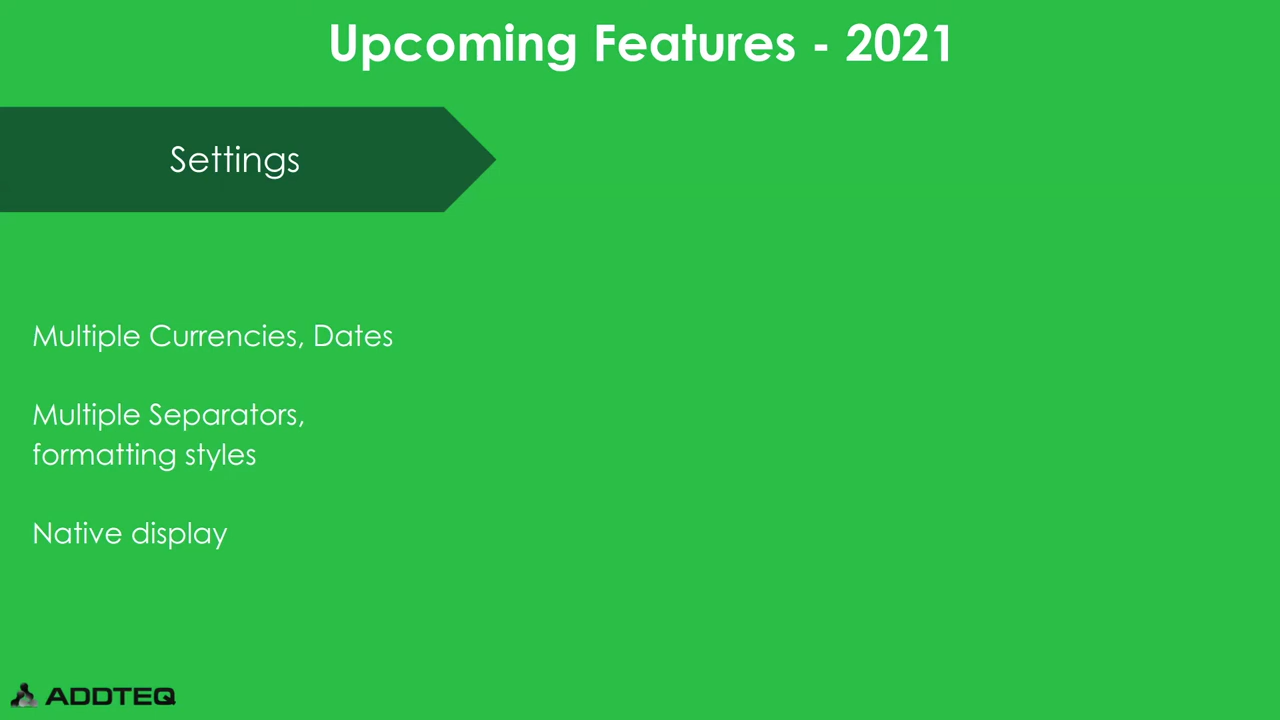 Upcoming Features - 2021
Settings
Multiple Currencies, Dates
Multiple Separators,
formatting styles
Native display
ADDTEQ